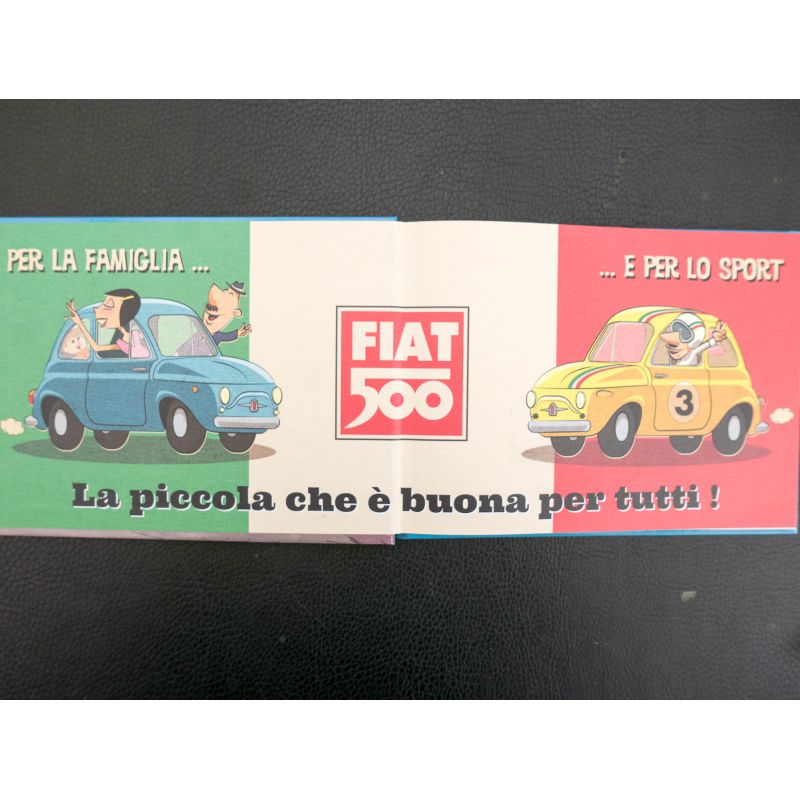 PER LA FAMIGLIA ...
... E PER LO SPORT
FIAT
500
3
La piccola che è buona per tutti !